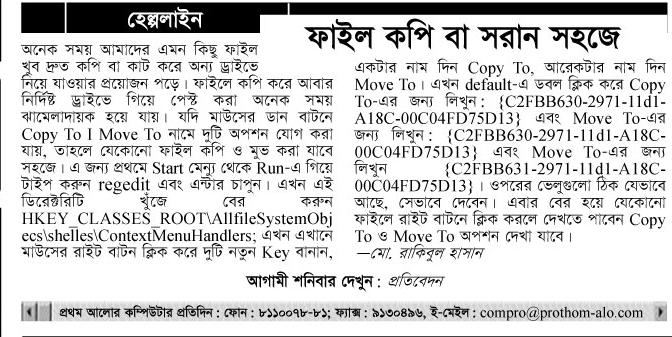 হেল্পলাইন
ফাইল কপি বা সরান সহজে
অনেক সময় আমাদের এমন কিছু ফাইল
খুব দ্রুত কপি বা কাট করে অন্য ড্রাইভে
নিয়ে যাওয়ার প্রয়োজন পড়ে। ফাইলে কপি করে আবার
নির্দিষ্ট ড্রাইভে গিয়ে পেস্ট করা অনেক সময়
ঝামেলাদায়ক হয়ে যায়। যদি মাউসের ডান বাটনে
Copy To I Move To নামে দুটি অপশন যোগ করা
যায়, তাহলে যেকোনো ফাইল কপি ও মুভ করা যাবে
সহজে। এ জন্য প্রথমে Start মেন্যু থেকে Run-এ গিয়ে
টাইপ করুন regedit এবং এন্টার চাপুন। এখন এই
ডিরেক্টরিটি খুঁজে বের করুন
HKEY_CLASSES_ROOT\AllfileSystemObj
ecs\shelles\ContextMenuHandlers; এখন এখানে
মাউসের রাইট বাটন ক্লিক করে দুটি নতুন Key বানান,
একটার নাম দিন Copy To, আরেকটার নাম দিন
Move To। এখন default-এ ডবল ক্লিক করে Copy
To-এর জন্য লিখুন: {C2FBB630-2971-11d1-
A18C-00C04FD75D13} এবং Move To-এর
জন্য লিখুন: {C2FBB630-2971-11d1-A18C-
00C04FD75D13} এবং Move To-এর জন্য
লিখুন {C2FBB631-2971-11d1-A18C-
00C04FD75D13}। ওপরের ভেলুগুলো ঠিক যেভাবে
আছে, সেভাবে দেবেন। এবার বের হয়ে যেকোনো
ফাইলে রাইট বাটনে ক্লিক করলে দেখতে পাবেন Copy
To ও Move To অপশন দেখা যাবে।
—মো. রাকিবুল হাসান
আগামী শনিবার দেখুন : প্রতিবেদন
প্রথম আলোর কম্পিউটার প্রতিদিন : ফোন : ৮১১০০৭৮-৮১; ফ্যাক্স : ৯১৩০৪৯৬, ই-মেইল : compro@prothom-alo.com